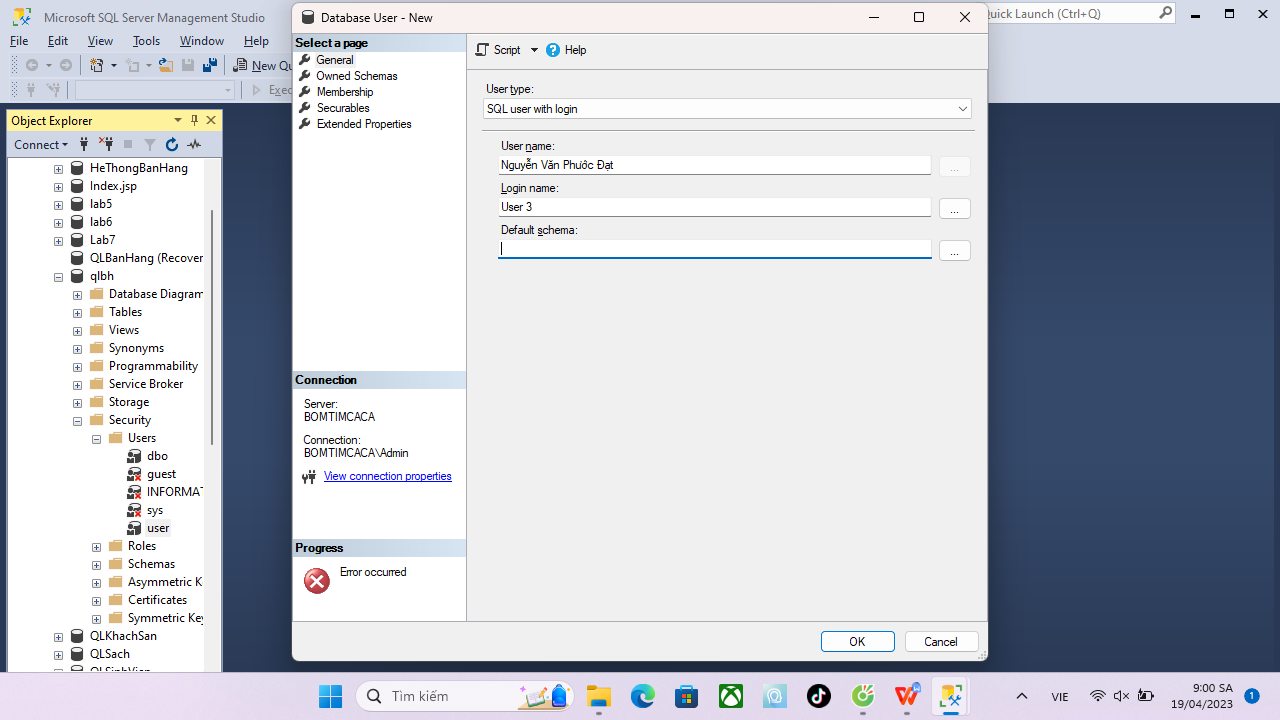 Microsoft SQL Server Management Studio
Quick Launch (Ctrl+Q)
File Edit View Tools Window Help
New Qu
Exec
Object Explorer
Connect
HeThongBanHang
Index.jsp
lab5
lab6
Lab7
QLBanHang (Recover
qlbh
Database Diagram
Tables
Views
Synonyms
Programmability
Service Broker
Storage
Security
Users
dbo
guest
INFORMAT
sys
user
Roles
Schemas
Asymmetric K
Certificates
Symmetric Key
QLKhachSan
QLSach
QLSinhVien
Database User - New
Select a page
General
Owned Schemas
Membership
Securables
Extended Properties
Connection
Server:
BOMTIMCACA
Connection:
BOMTIMCACA\Admin
View connection properties
Progress
Error occurred
Script Help
User type:
SQL user with login
User name:
Nguyễn Văn Phước Đạt
...
Login name:
User 3
...
Default schema:
...
OK Cancel
Tìm kiếm
VIE
9:00 SA
19/04/2023
1